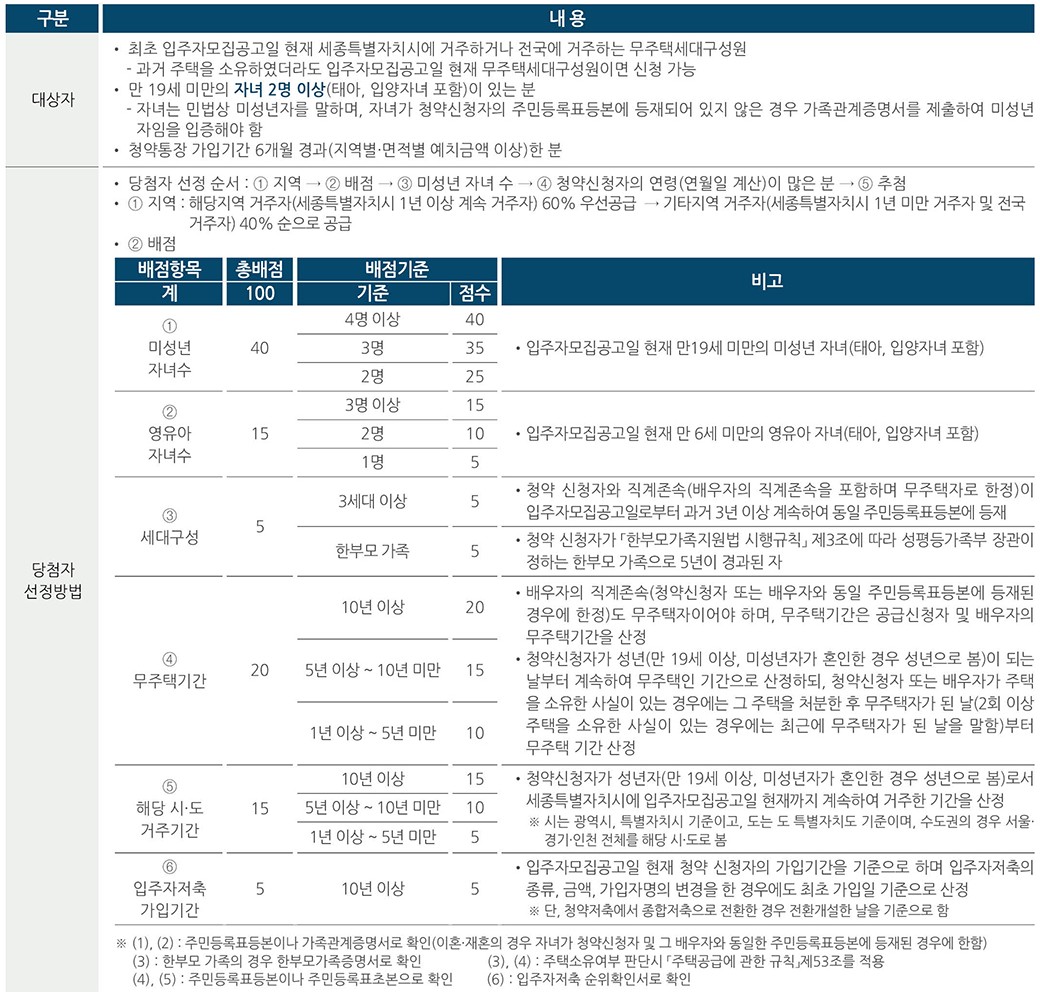 구분 내 용
대상자
• 최초 입주자모집공고일 현재 세종특별자치시에 거주하거나 전국에 거주하는 무주택세대구성원
- 과거 주택을 소유하였더라도 입주자모집공고일 현재 무주택세대구성원이면 신청 가능
• 만 19세 미만의 자녀 2명 이상(태아, 입양자녀 포함)이 있는 분
- 자녀는 민법상 미성년자를 말하며, 자녀가 청약신청자의 주민등록표등본에 등재되어 있지 않은 경우 가족관계증명서를 제출하여 미성년
자임을 입증해야 함
• 청약통장 가입기간 6개월 경과(지역별·면적별 예치금액 이상)한 분
당첨자
선정방법
• 당첨자 선정 순서 : ① 지역 → ② 배점 → ③ 미성년 자녀 수 → ④ 청약신청자의 연령(연월일 계산)이 많은 분 → ⑤ 추첨
• ① 지역 : 해당지역 거주자(세종특별자치시 1년 이상 계속 거주자) 60% 우선공급 → 기타지역 거주자(세종특별자치시 1년 미만 거주자 및 전국
거주자) 40% 순으로 공급
• ② 배점
배점항목 총배점 배점기준 비고
계 100 기준 점수
①
미성년
자녀수
40
4명 이상 40
3명 35
2명 25
• 입주자모집공고일 현재 만19세 미만의 미성년 자녀(태아, 입양자녀 포함)
②
영유아
자녀수
15
3명 이상 15
2명 10
1명 5
• 입주자모집공고일 현재 만 6세 미만의 영유아 자녀(태아, 입양자녀 포함)
③
세대구성
5
3세대 이상 5
• 청약 신청자와 직계존속(배우자의 직계존속을 포함하며 무주택자로 한정)이
입주자모집공고일로부터 과거 3년 이상 계속하여 동일 주민등록표등본에 등재
한부모 가족 5
• 청약 신청자가 「한부모가족지원법 시행규칙」 제3조에 따라 성평등가족부 장관이
정하는 한부모 가족으로 5년이 경과된 자
④
무주택기간
20
10년 이상 20
5년 이상 ~ 10년 미만 15
1년 이상 ~ 5년 미만 10
• 배우자의 직계존속(청약신청자 또는 배우자와 동일 주민등록표등본에 등재된
경우에 한정)도 무주택자이어야 하며, 무주택기간은 공급신청자 및 배우자의
무주택기간을 산정
• 청약신청자가 성년(만 19세 이상, 미성년자가 혼인한 경우 성년으로 봄)이 되는
날부터 계속하여 무주택인 기간으로 산정하되, 청약신청자 또는 배우자가 주택
을 소유한 사실이 있는 경우에는 그 주택을 처분한 후 무주택자가 된 날(2회 이상
주택을 소유한 사실이 있는 경우에는 최근에 무주택자가 된 날을 말함)부터
무주택 기간 산정
⑤
해당 시·도
거주기간
15
10년 이상 15
5년 이상 ~ 10년 미만 10
1년 이상 ~ 5년 미만 5
• 청약신청자가 성년자(만 19세 이상, 미성년자가 혼인한 경우 성년으로 봄)로서
세종특별자치시에 입주자모집공고일 현재까지 계속하여 거주한 기간을 산정
※ 시는 광역시, 특별자치시 기준이고, 도는 도 특별자치도 기준이며, 수도권의 경우 서울·
경기·인천 전체를 해당 시·도로 봄
⑥
입주자저축
가입기간
5
10년 이상 5
• 입주자모집공고일 현재 청약 신청자의 가입기간을 기준으로 하며 입주자저축의
종류, 금액, 가입자명의 변경을 한 경우에도 최초 가입일 기준으로 산정
※ 단, 청약저축에서 종합저축으로 전환한 경우 전환개설한 날을 기준으로 함
※ (1), (2) : 주민등록표등본이나 가족관계증명서로 확인(이혼·재혼의 경우 자녀가 청약신청자 및 그 배우자와 동일한 주민등록표등본에 등재된 경우에 한함)
(3) : 한부모 가족의 경우 한부모가족증명서로 확인 (3), (4) : 주택소유여부 판단시 「주택공급에 관한 규칙」제53조를 적용
(4), (5) : 주민등록표등본이나 주민등록표초본으로 확인 (6) : 입주자저축 순위확인서로 확인